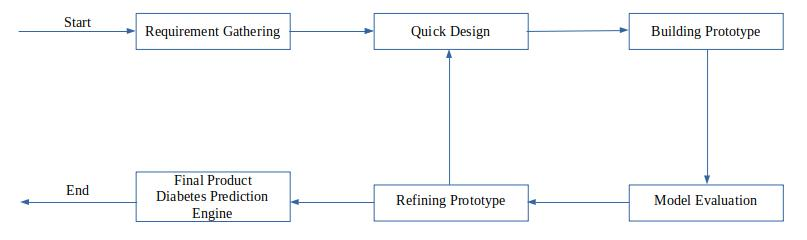 Start
Requirement Gathering
Quick Design
Building Prototype
End
Final Product
Diabetes Prediction
Engine
Refining Prototype
Model Evaluation